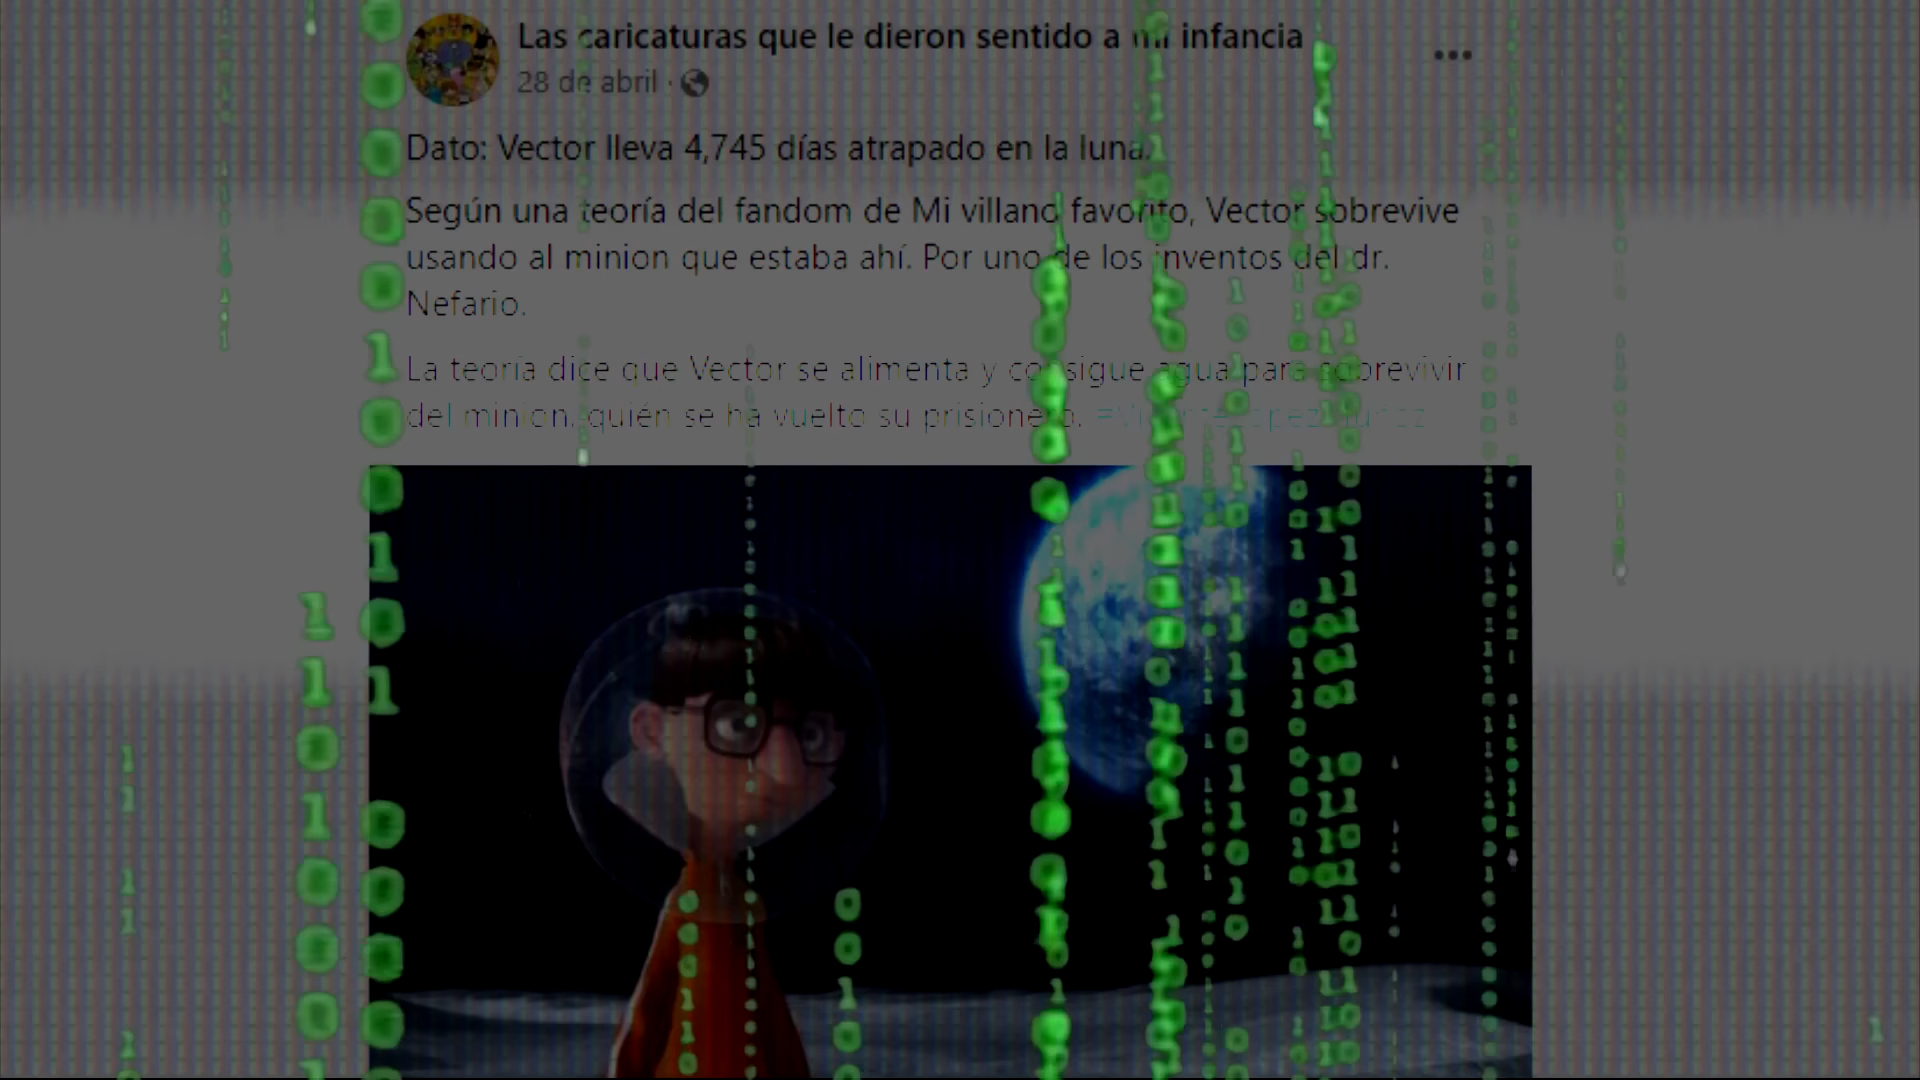 Las caricaturas que le dieron sentido a mi infancia
28 de abril ·
Dato: Vector lleva 4,745 días atrapado en la luna.
Según una teoría del fandom de Mi villano favorito, Vector sobrevive
usando al minion que estaba ahí. Por uno de los inventos del dr.
Nefario.
La teoría dice que Vector se alimenta y consigue agua para sobrevivir
del minion, quién se ha vuelto su prisionero.